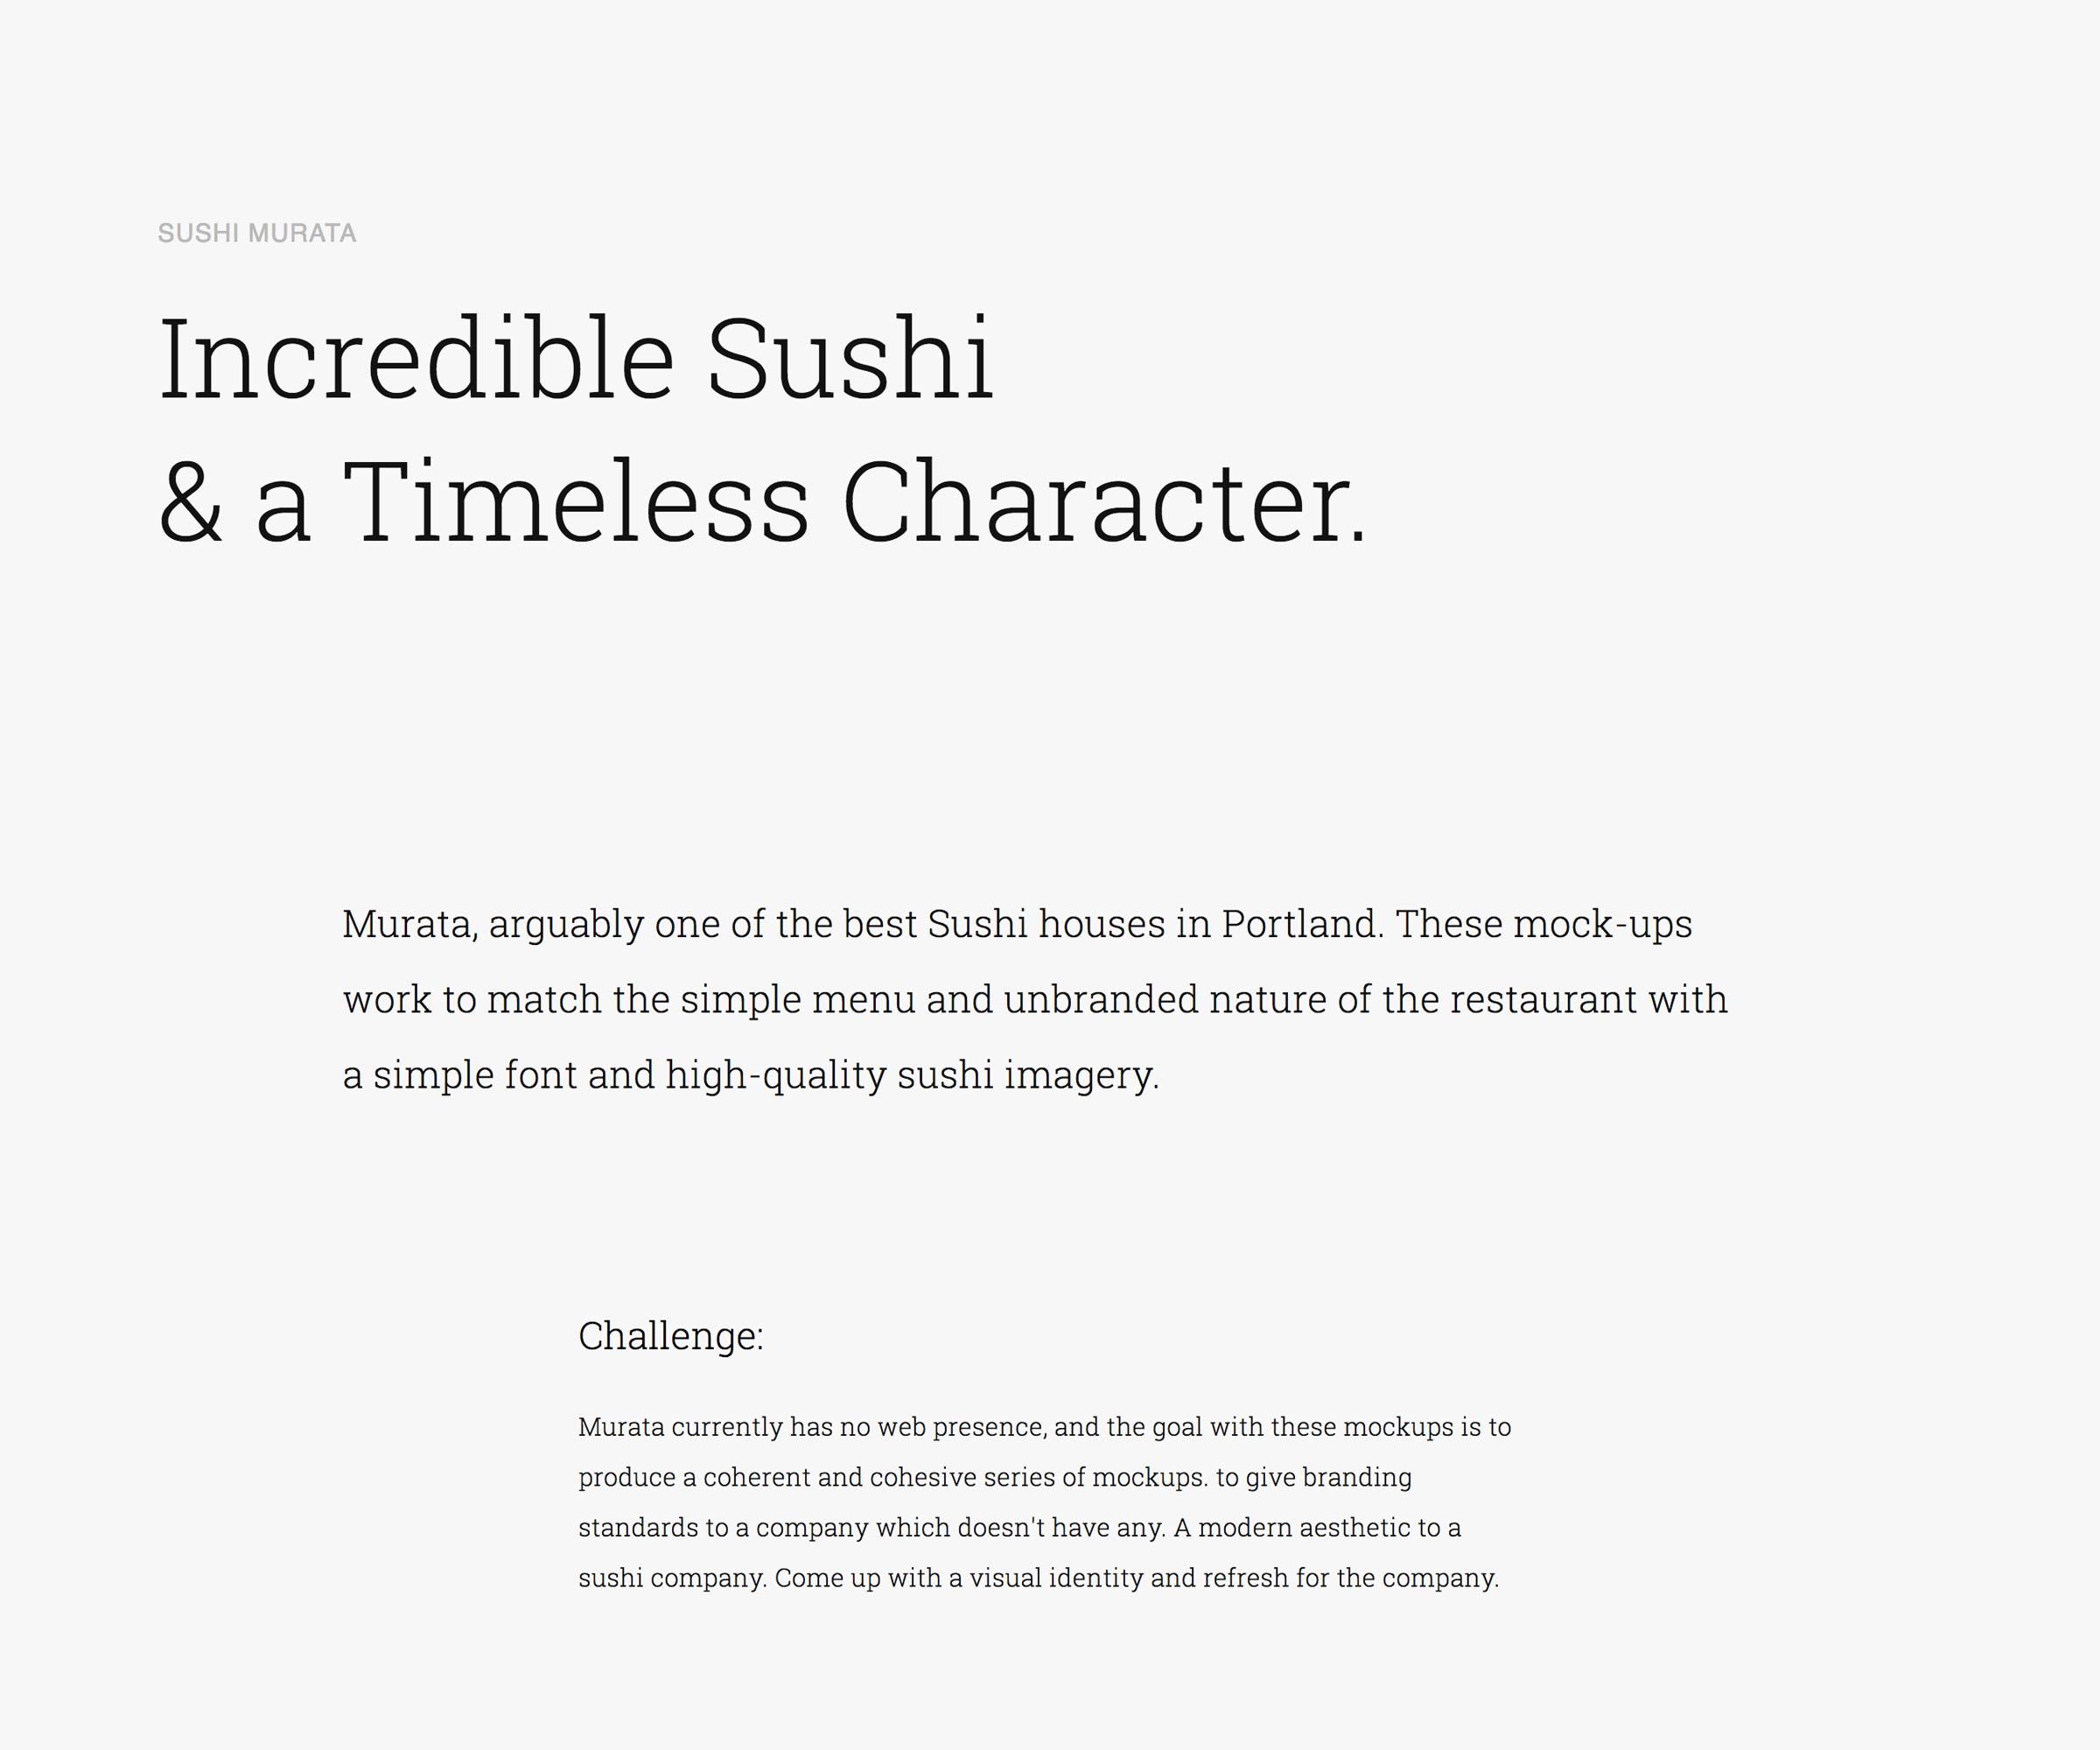 SUSHI MURATA
Incredible Sushi
& a Timeless Character.
Murata, arguably one of the best Sushi houses in Portland. These mock-ups
work to match the simple menu and unbranded nature of the restaurant with
a simple font and high-quality sushi imagery.
Challenge:
Murata currently has no web presence, and the goal with these mockups is to
produce a coherent and cohesive series of mockups. to give branding
standards to a company which doesn't have any. A modern aesthetic to a
sushi company. Come up with a visual identity and refresh for the company.